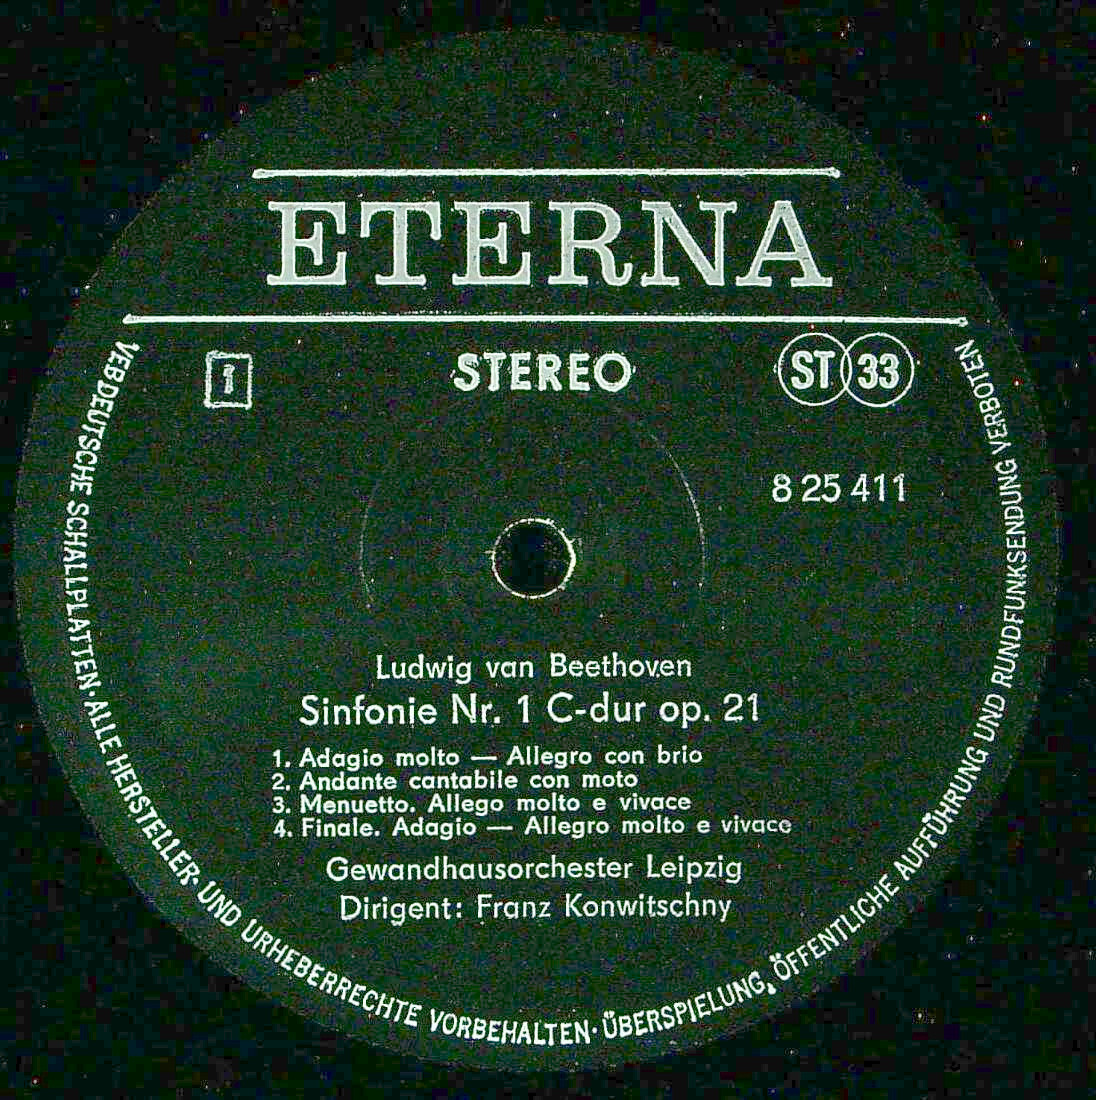 ETERNA
1
STEREO
ST 33
8 25 411
Ludwig van Beethoven
Sinfonie Nr. 1 C-dur op. 21
1. Adagio molto — Allegro con brio
2. Andante cantabile con moto
3. Menuetto. Allego molto e vivace
4. Finale. Adagio — Allegro molto e vivace
Gewandhausorchester Leipzig
Dirigent: Franz Konwitschny
VEB DEUTSCHE SCHALLPLATTEN · ALLE HERSTELLER- UND URHEBERRECHTE VORBEHALTEN · ÜBERSPIELUNG, ÖFFENTLICHE AUFFÜHRUNG UND RUNDFUNKSENDUNG VERBOTEN